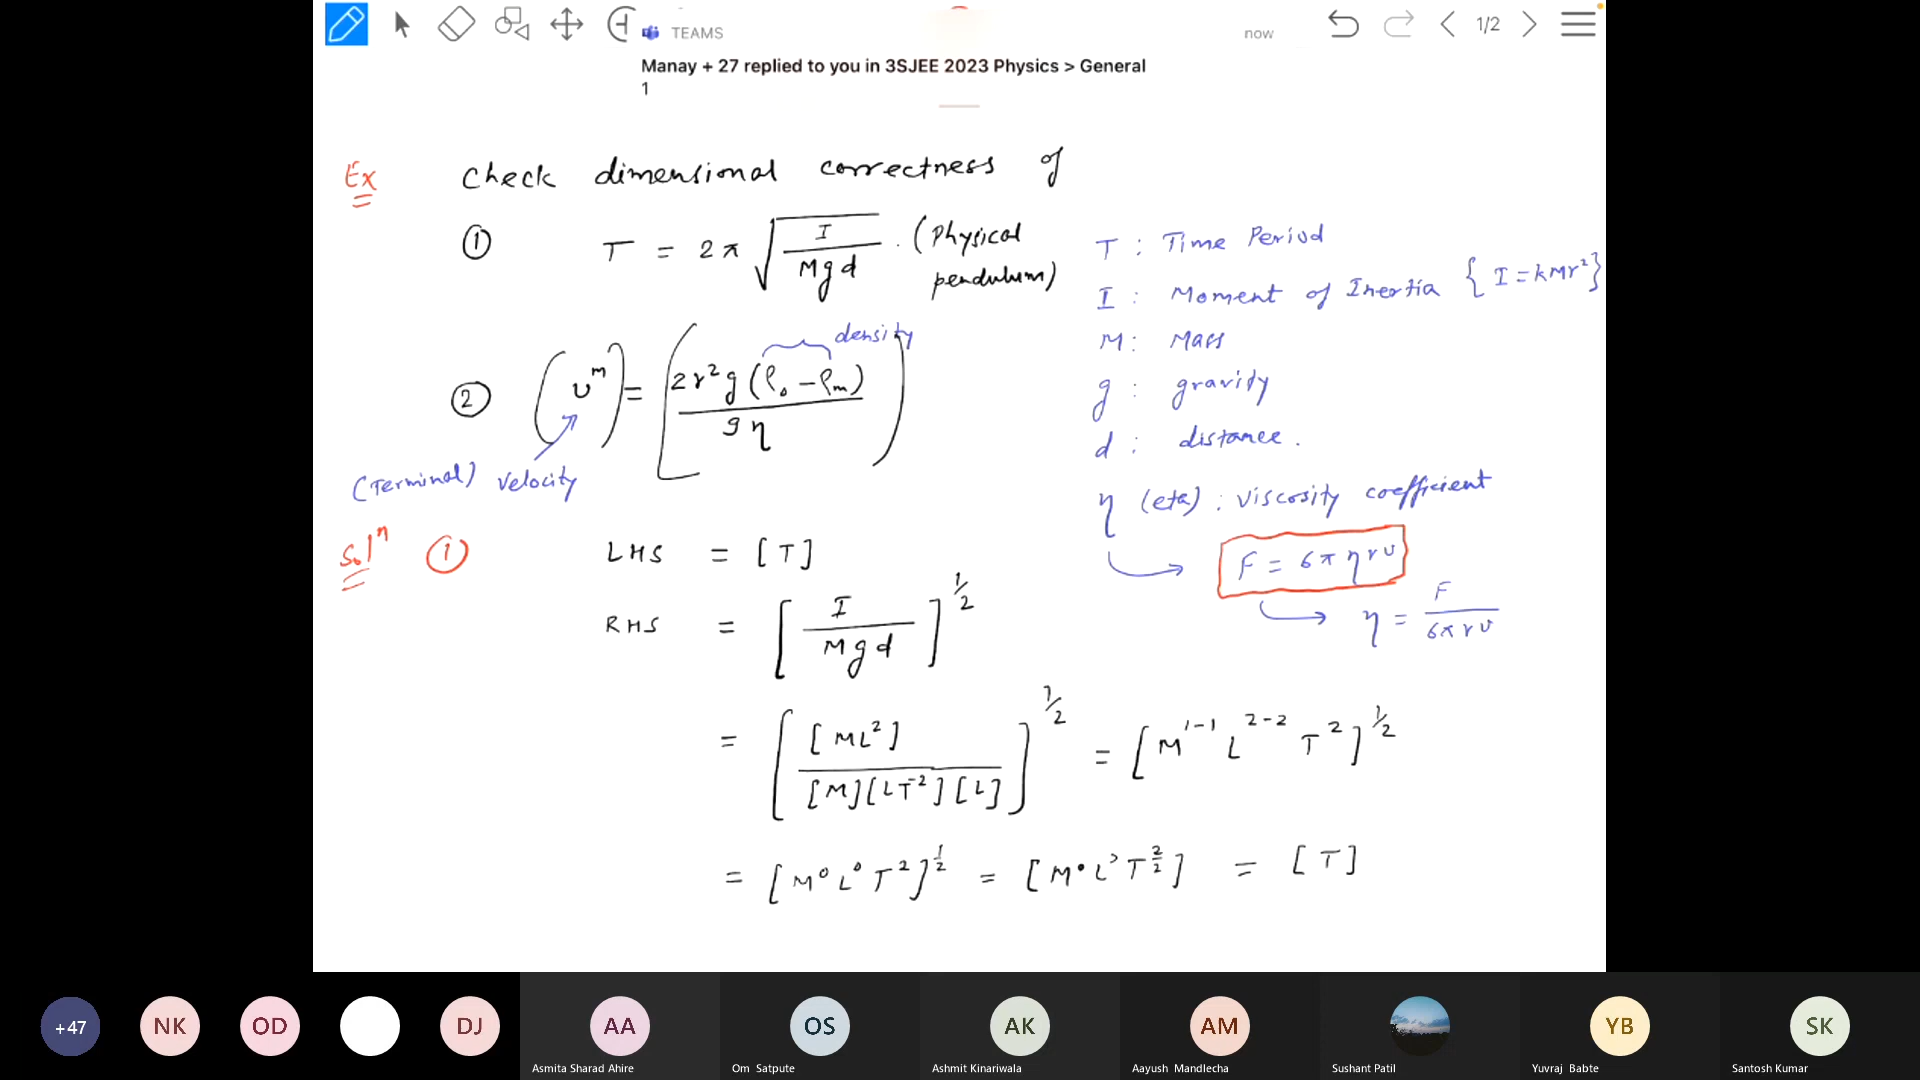 TEAMS
now
1/2
Manay + 27 replied to you in 3SJEE 2023 Physics > General
1
Ex Check dimensional correctness of
① T = 2π √(I / Mgd) . (Physical pendulum)
② (v^m) = (2r²g(ρ₀ - ρm) / 9η)
density
(Terminal) velocity
T : Time Period
I : Moment of Inertia { I = kMr² }
M : Mass
g : gravity
d : distance .
η (eta) : viscosity coefficient
F = 6πηrv
η = F / 6πrv
Solⁿ ① LHS = [T]
RHS = [I / Mgd]^1/2
= [[ML²] / [M][LT⁻²][L]]^1/2 = [M^1-1 L^2-2 T²]^1/2
= [M⁰L⁰T²]^1/2 = [M⁰L⁰T^2/2] = [T]
+47
NK
OD
DJ
AA
OS
AK
AM
YB
SK
Asmita Sharad Ahire
Om Satpute
Ashmit Kinariwala
Aayush Mandlecha
Sushant Patil
Yuvraj Babte
Santosh Kumar